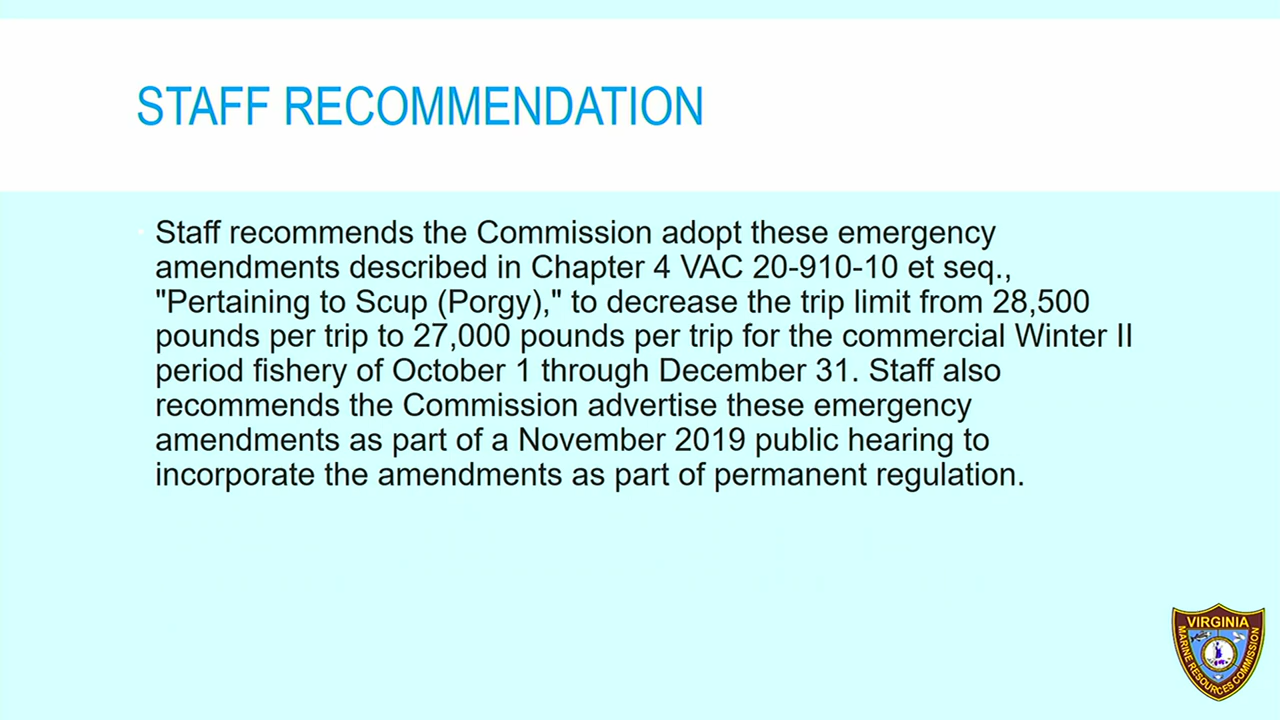 STAFF RECOMMENDATION
Staff recommends the Commission adopt these emergency
amendments described in Chapter 4 VAC 20-910-10 et seq.,
"Pertaining to Scup (Porgy)," to decrease the trip limit from 28,500
pounds per trip to 27,000 pounds per trip for the commercial Winter II
period fishery of October 1 through December 31. Staff also
recommends the Commission advertise these emergency
amendments as part of a November 2019 public hearing to
incorporate the amendments as part of permanent regulation.
VIRGINIA
MARINE RESOURCES COMMISSION